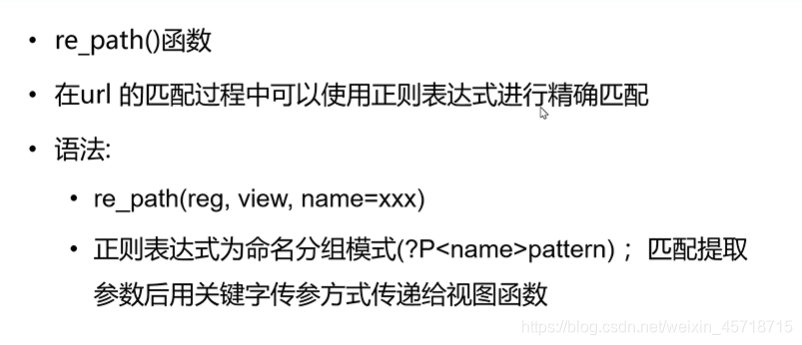 • re_path()函数
• 在url 的匹配过程中可以使用正则表达式进行精确匹配
• 语法:
• re_path(reg, view, name=xxx)
• 正则表达式为命名分组模式(?P<name>pattern) ；匹配提取
参数后用关键字传参方式传递给视图函数
https://blog.csdn.net/weixin_45718715